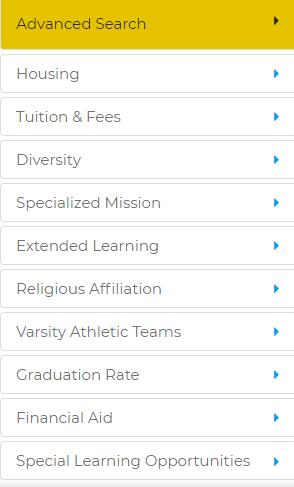 Advanced Search
Housing
Tuition & Fees
Diversity
Specialized Mission
Extended Learning
Religious Affiliation
Varsity Athletic Teams
Graduation Rate
Financial Aid
Special Learning Opportunities